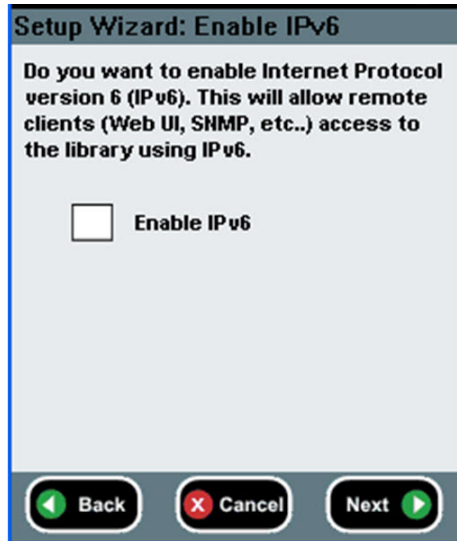 Setup Wizard: Enable IPv6
Do you want to enable Internet Protocol
version 6 (IPv6). This will allow remote
clients (Web UI, SNMP, etc..) access to
the library using IPv6.
Enable IPv6
Back Cancel Next